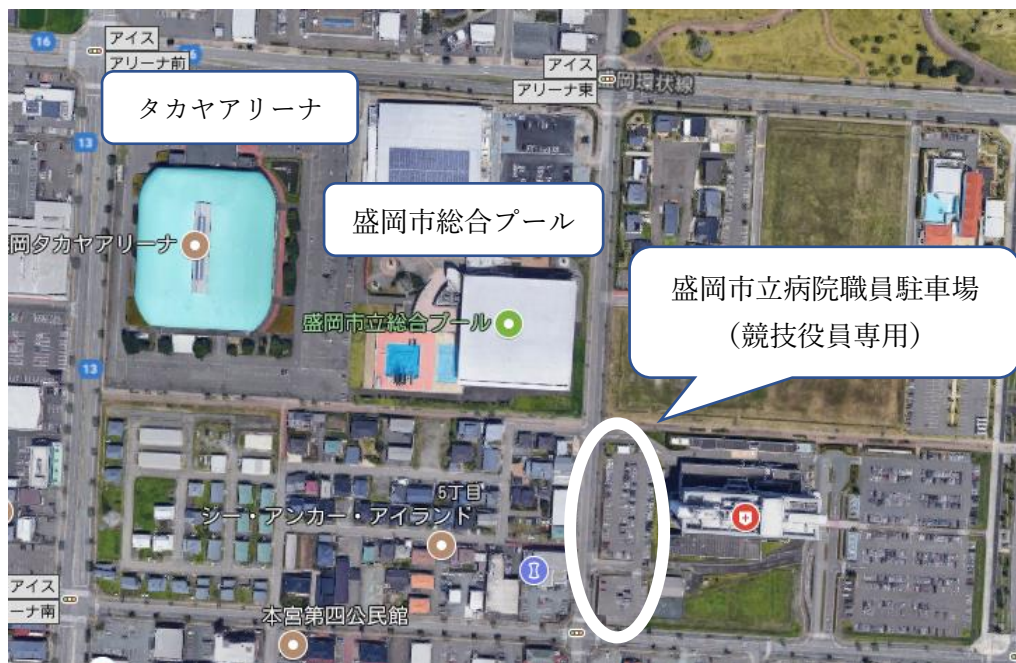 16
アイス
アリーナ前
16
アイス
アリーナ東
盛岡環状線
タカヤアリーナ
13
盛岡市総合プール
岡タカヤアリーナ
盛岡市立病院職員駐車場
（競技役員専用）
盛岡市立総合プール
13
5丁目
シー・アンカー・アイランド
アイス
ーナ南
本宮第四公民館